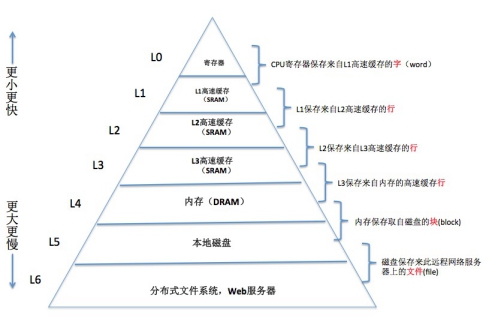 更小更快
更大更慢
L0
寄存器
CPU寄存器保存来自L1高速缓存的字（word）
L1
L1高速缓存
（SRAM）
L1保存来自L2高速缓存的行
L2
L2高速缓存
（SRAM）
L2保存来自L3高速缓存的行
L3
L3高速缓存
（SRAM）
L3保存来自内存的高速缓存行
L4
内存（DRAM）
内存保存取自磁盘的块(block)
L5
本地磁盘
磁盘保存来此远程网络服务
器上的文件(file)
L6
分布式文件系统，Web服务器